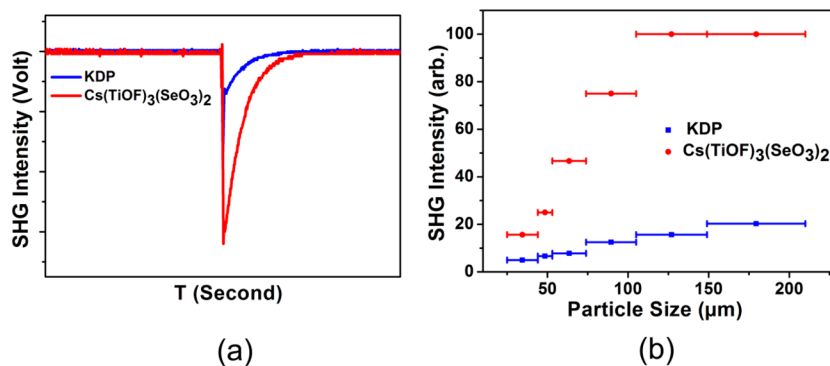 (a)
SHG Intensity (Volt)
KDP
Cs(TiOF)₃(SeO₃)₂
T (Second)
(a)
SHG Intensity (arb.)
100
80
60
40
20
0
KDP
Cs(TiOF)₃(SeO₃)₂
50
100
150
200
Particle Size (μm)
(b)